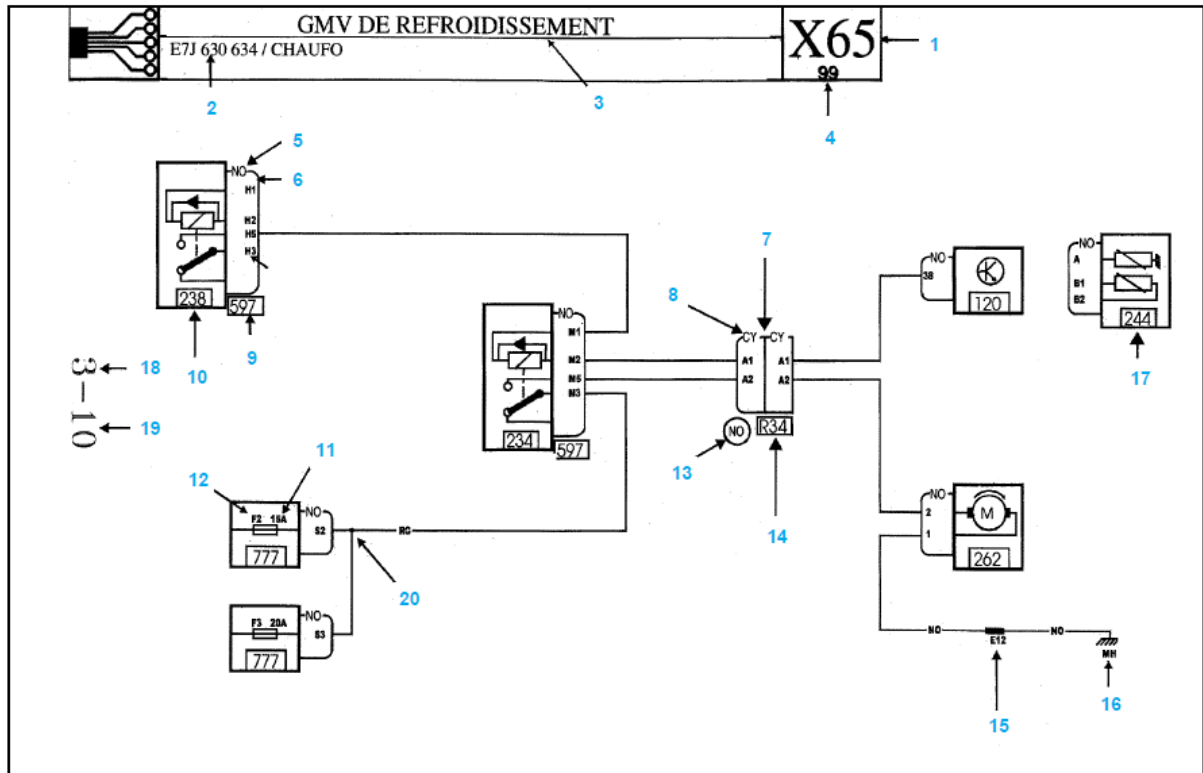 GMV DE REFROIDISSEMENT
E7J 630 634 / CHAUFO
X65
99
1
2
3
4
5
6
NO
H1
H2
H5
H3
238
597
10
9
3-10
18
19
7
8
CY
CY
A1
A1
A2
A2
NO
R34
13
14
NO
M1
M2
M5
M3
234
597
NO
38
120
NO
A
B1
B2
244
17
12
11
F2 15A
NO
S2
777
RG
20
F3 20A
NO
S3
777
NO
2
1
M
262
NO
E12
NO
MH
15
16